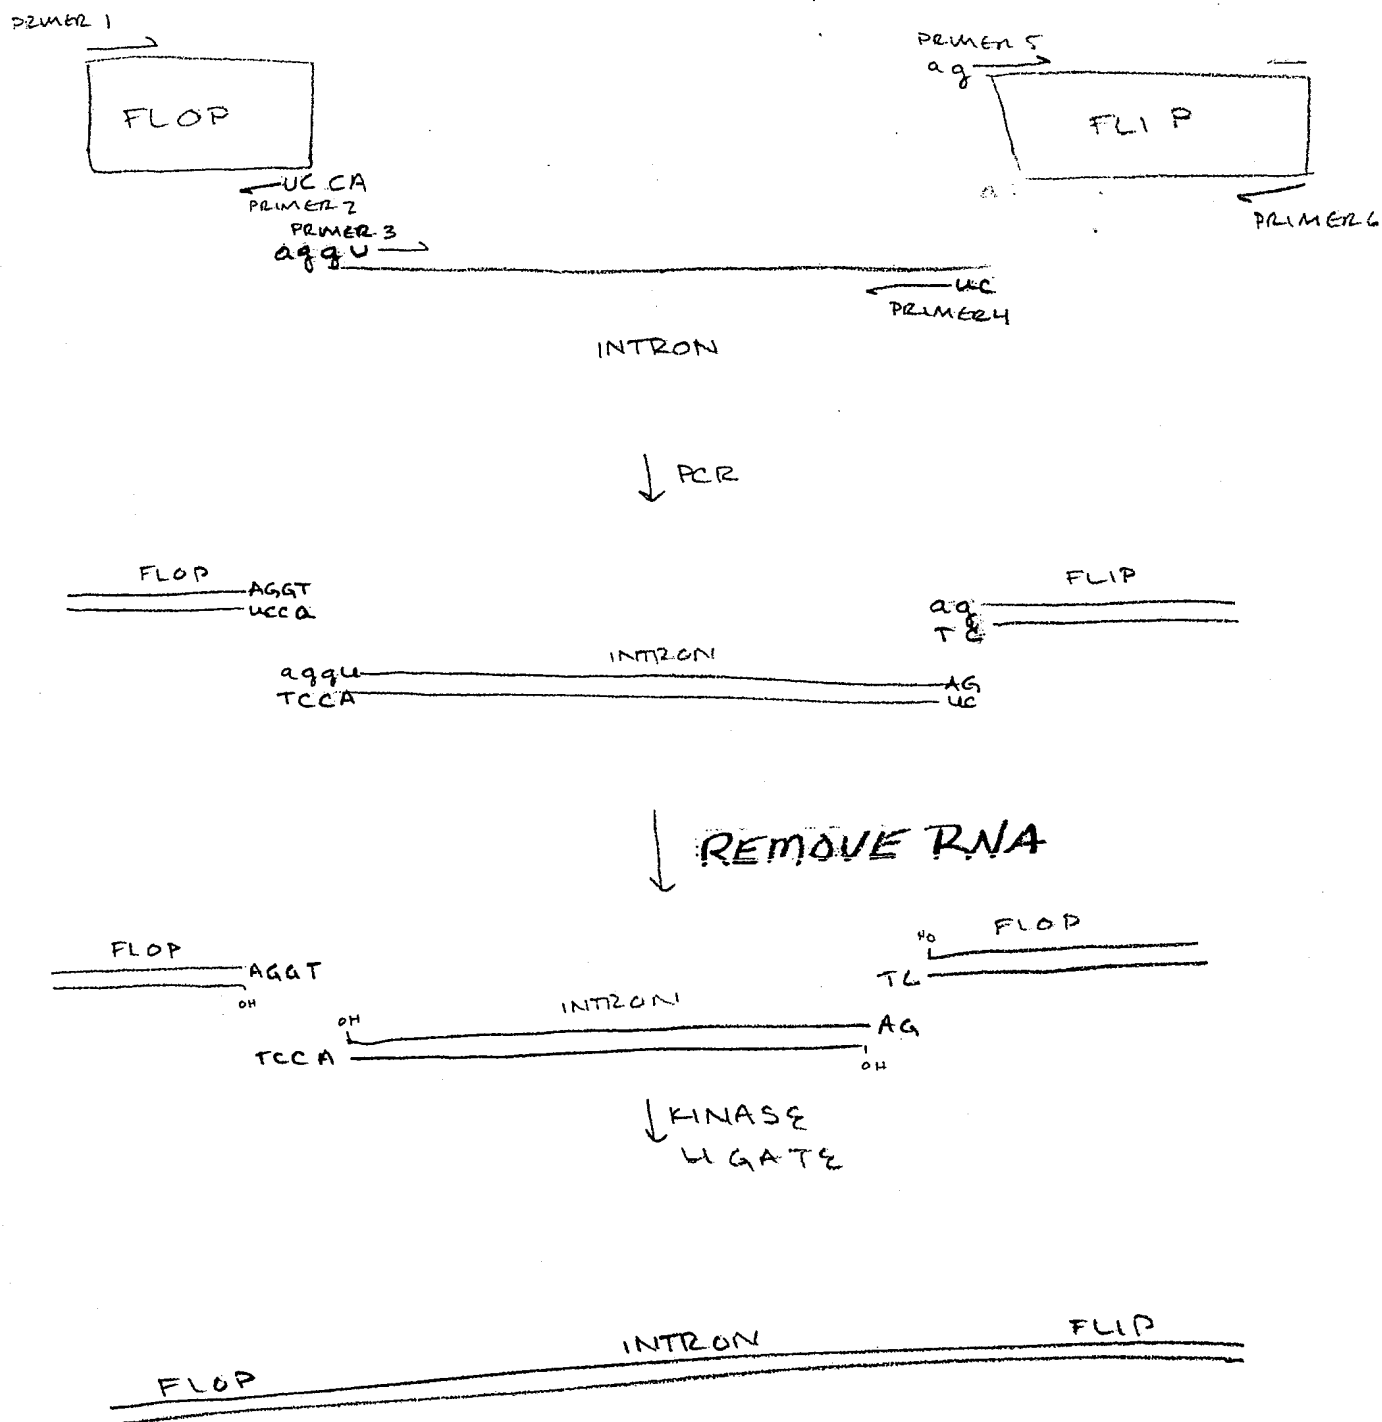 PRIMER 1
FLOP
UC CA
PRIMER 2
PRIMER 3
aggu
PRIMER 5
ag
FLIP
PRIMER 6
uc
PRIMER 4
INTRON
PCR
FLOP
AGGT
ucca
FLIP
ag
TC
INTRON
aggu
TCCA
AG
uc
REMOVE RNA
FLOP
AGGT
OH
HO
FLOP
TC
OH
INTRON
TCCA
AG
OH
KINASE
LIGATE
FLOP
INTRON
FLIP